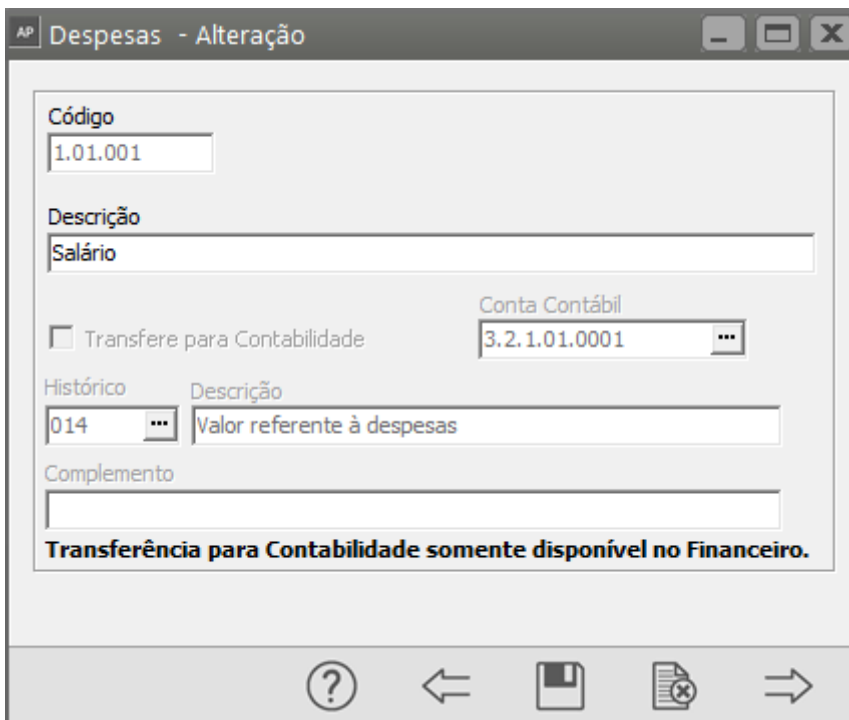 AP Despesas - Alteração
Código
1.01.001
Descrição
Salário
Conta Contábil
Transfere para Contabilidade
3.2.1.01.0001 ...
Histórico Descrição
014 ... Valor referente à despesas
Complemento
Transferência para Contabilidade somente disponível no Financeiro.
?